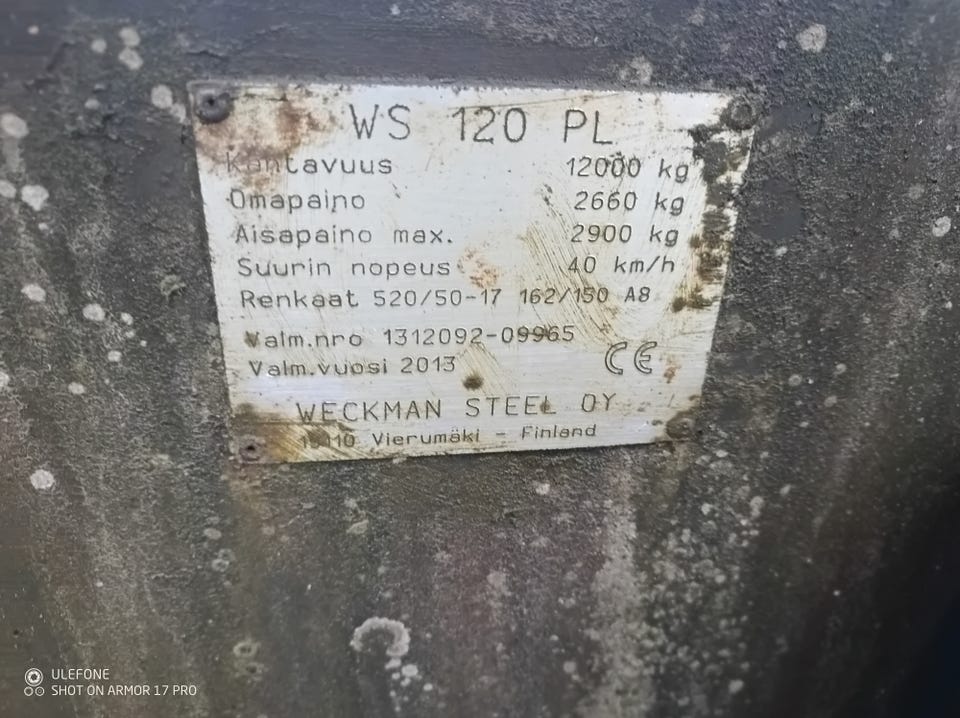 WS 120 PL
Kantavuus 12000 kg
Omapaino 2660 kg
Aisapaino max. 2900 kg
Suurin nopeus 40 km/h
Renkaat 520/50-17 162/150 A8
Valm.nro 1312092-09965
Valm.vuosi 2013 CE
WECKMAN STEEL OY
Vierumäki - Finland
ULEFONE
SHOT ON ARMOR 17 PRO